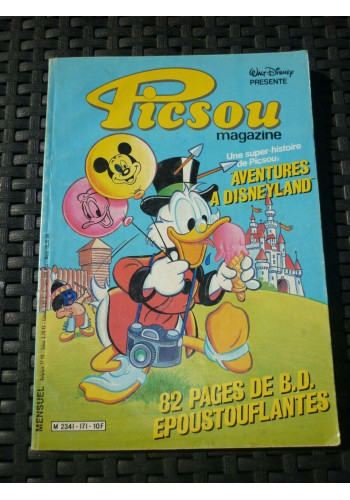 WALT DISNEY
PRESENTE
Picsou
magazine
Une super-histoire
de Picsou:
AVENTURES
A DISNEYLAND
82 PAGES DE B.D.
EPOUSTOUFLANTES
MENSUEL
M 2341-171-10F